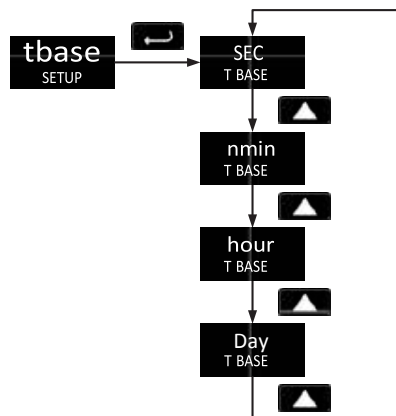 tbase
SETUP
SEC
T BASE
nmin
T BASE
hour
T BASE
Day
T BASE